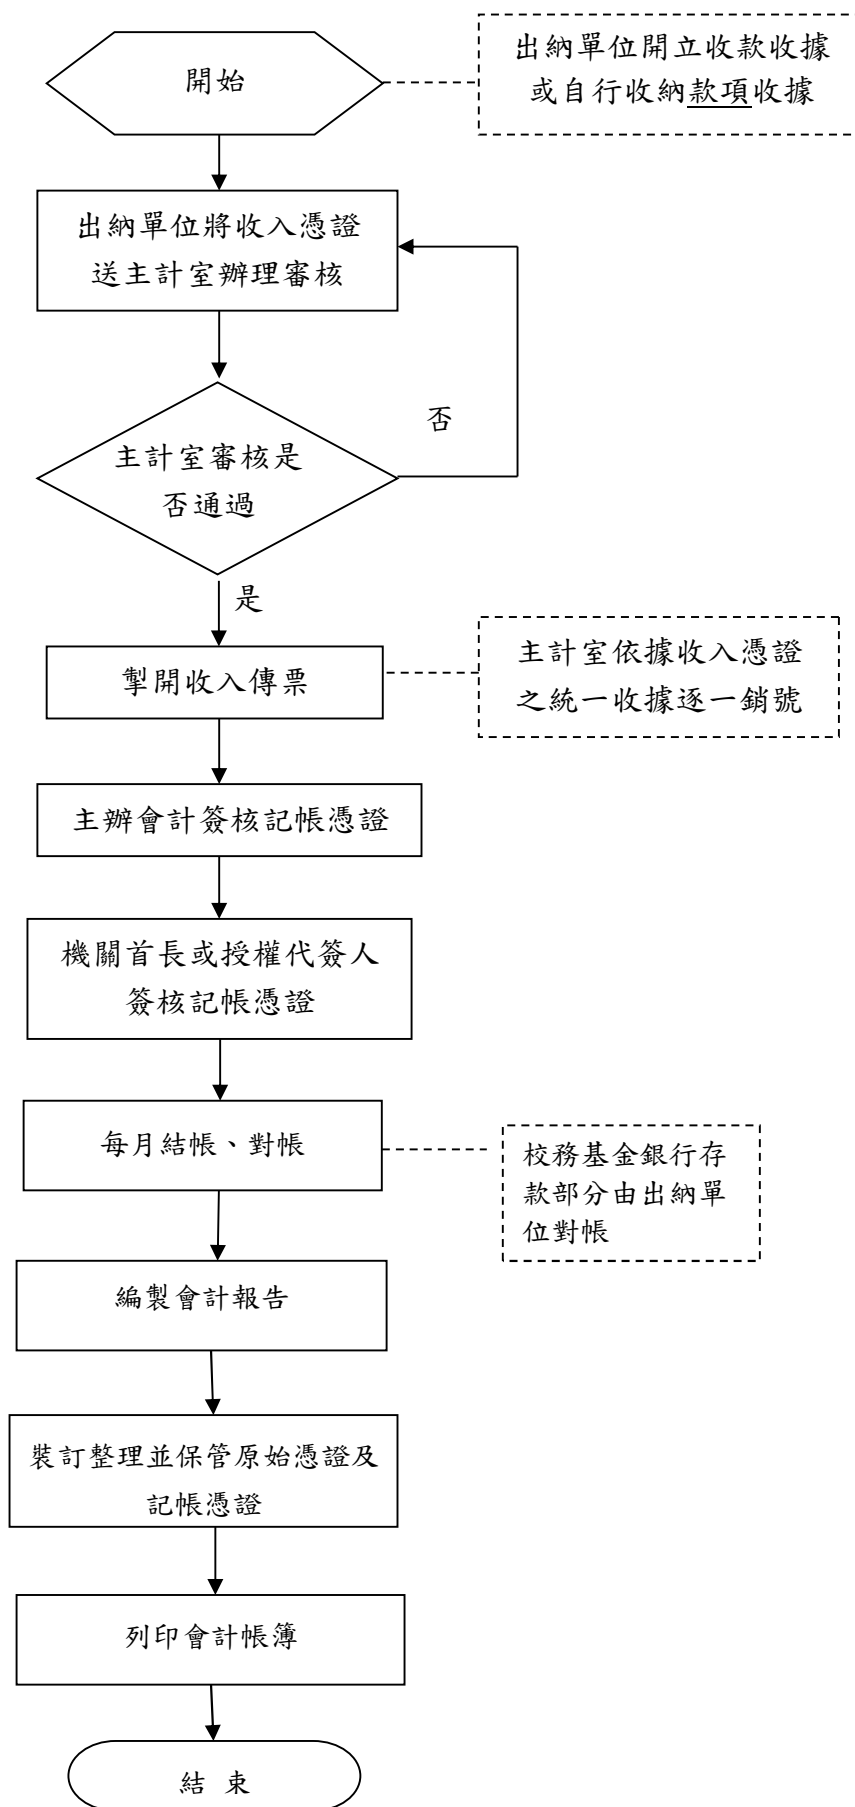 開始
出納單位開立收款收據
或自行收納款項收據
出納單位將收入憑證
送主計室辦理審核
否
主計室審核是
否通過
是
掣開收入傳票
主計室依據收入憑證
之統一收據逐一銷號
主辦會計簽核記帳憑證
機關首長或授權代簽人
簽核記帳憑證
每月結帳、對帳
校務基金銀行存
款部分由出納單
位對帳
編製會計報告
裝訂整理並保管原始憑證及
記帳憑證
列印會計帳簿
結 束